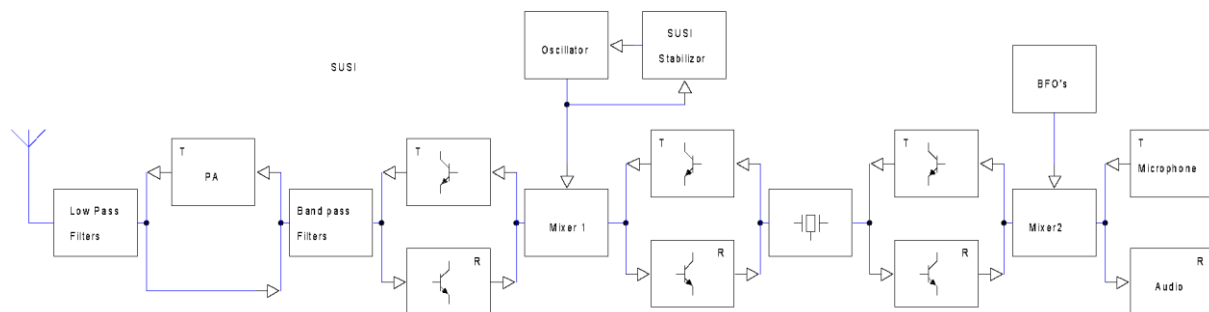 SUSI
Oscillator
SUSI
Stabilizor
BFO's
T
PA
T
T
T
T
Microphone
Low Pass
Filters
Band pass
Filters
Mixer 1
Mixer2
R
R
R
R
Audio